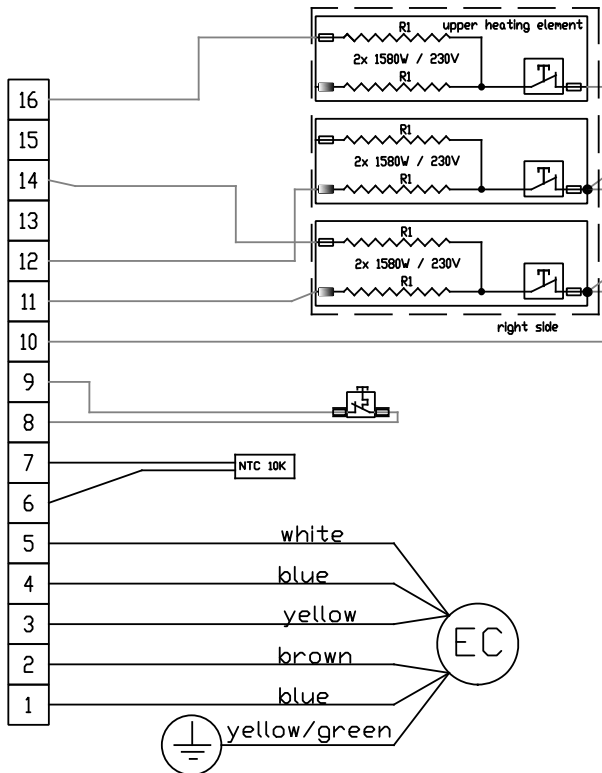 R1
upper heating element
2x 1580W / 230V
R1
R1
2x 1580W / 230V
R1
R1
2x 1580W / 230V
R1
right side
16
15
14
13
12
11
10
9
8
7
6
5
4
3
2
1
NTC 10K
white
blue
yellow
brown
blue
yellow/green
EC